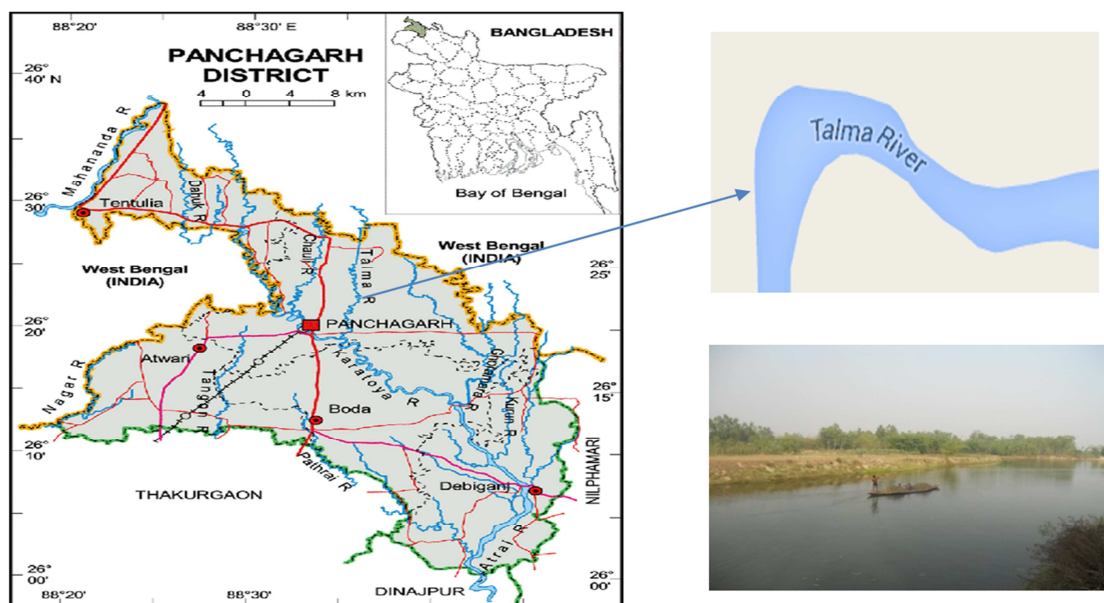 88°20'
88°30' E
26°
40' N
PANCHAGARH
DISTRICT
4 0 4 8 km
BANGLADESH
Bay of Bengal
Mahananda R
26°
30'
Tentulia
Dahuk R
Chauli R
Talma R
West Bengal
(INDIA)
West Bengal
(INDIA)
26°
25'
26°
20'
PANCHAGARH
Atwari
Nagar R
Tangon R
Karatoya R
Ghoramara R
Kurun R
26°
15'
Boda
26°
10'
Pathrai R
THAKURGAON
Debiganj
NILPHAMARI
Atrai R
26°
00'
26°
00'
DINAJPUR
88°20'
88°30'
Talma River